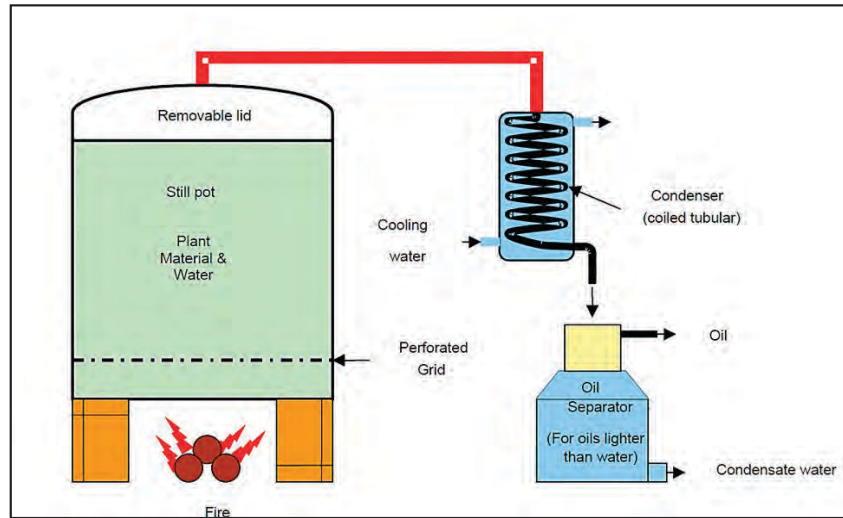 Removable lid
Still pot
Plant
Material &
Water
Perforated
Grid
Fire
Cooling
water
Condenser
(coiled tubular)
Oil
Oil
Separator
(For oils lighter
than water)
Condensate water